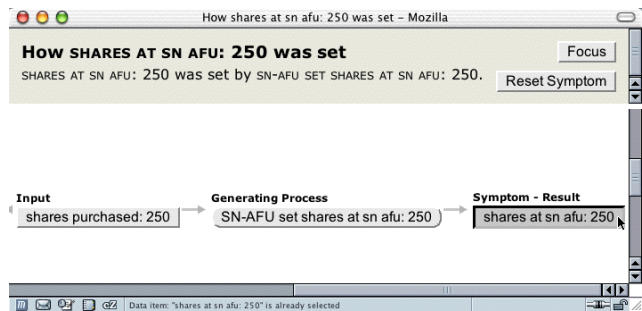 How shares at sn afu: 250 was set – Mozilla
How SHARES AT SN AFU: 250 was set
Focus
SHARES AT SN AFU: 250 was set by SN-AFU SET SHARES AT SN AFU: 250.
Reset Symptom
Input
Generating Process
Symptom - Result
shares purchased: 250
SN-AFU set shares at sn afu: 250
shares at sn afu: 250
Data item: "shares at sn afu: 250" is already selected